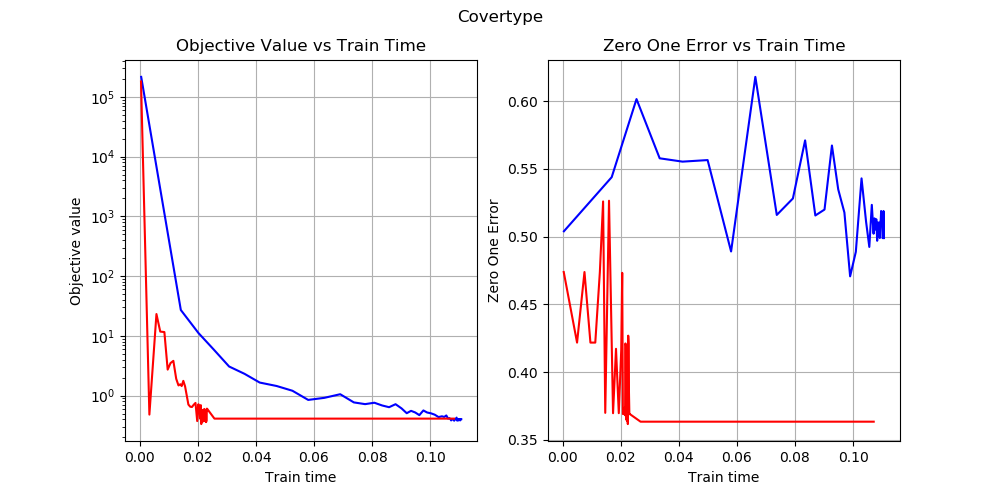 Covertype
Objective Value vs Train Time
Objective value
10^5
10^4
10^3
10^2
10^1
10^0
0.00 0.02 0.04 0.06 0.08 0.10
Train time
Zero One Error vs Train Time
Zero One Error
0.60
0.55
0.50
0.45
0.40
0.35
0.00 0.02 0.04 0.06 0.08 0.10
Train time